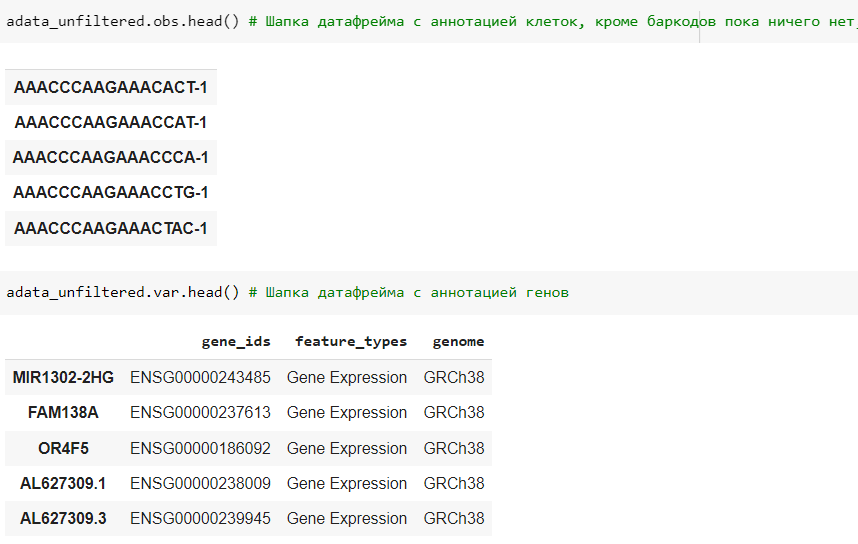 adata_unfiltered.obs.head() # Шапка датафрейма с аннотацией клеток, кроме баркодов пока ничего нет
AAACCCAAGAAACACT-1
AAACCCAAGAAACCAT-1
AAACCCAAGAAACCCA-1
AAACCCAAGAAACCTG-1
AAACCCAAGAAACTAC-1
adata_unfiltered.var.head() # Шапка датафрейма с аннотацией генов
gene_ids feature_types genome
MIR1302-2HG ENSG00000243485 Gene Expression GRCh38
FAM138A ENSG00000237613 Gene Expression GRCh38
OR4F5 ENSG00000186092 Gene Expression GRCh38
AL627309.1 ENSG00000238009 Gene Expression GRCh38
AL627309.3 ENSG00000239945 Gene Expression GRCh38